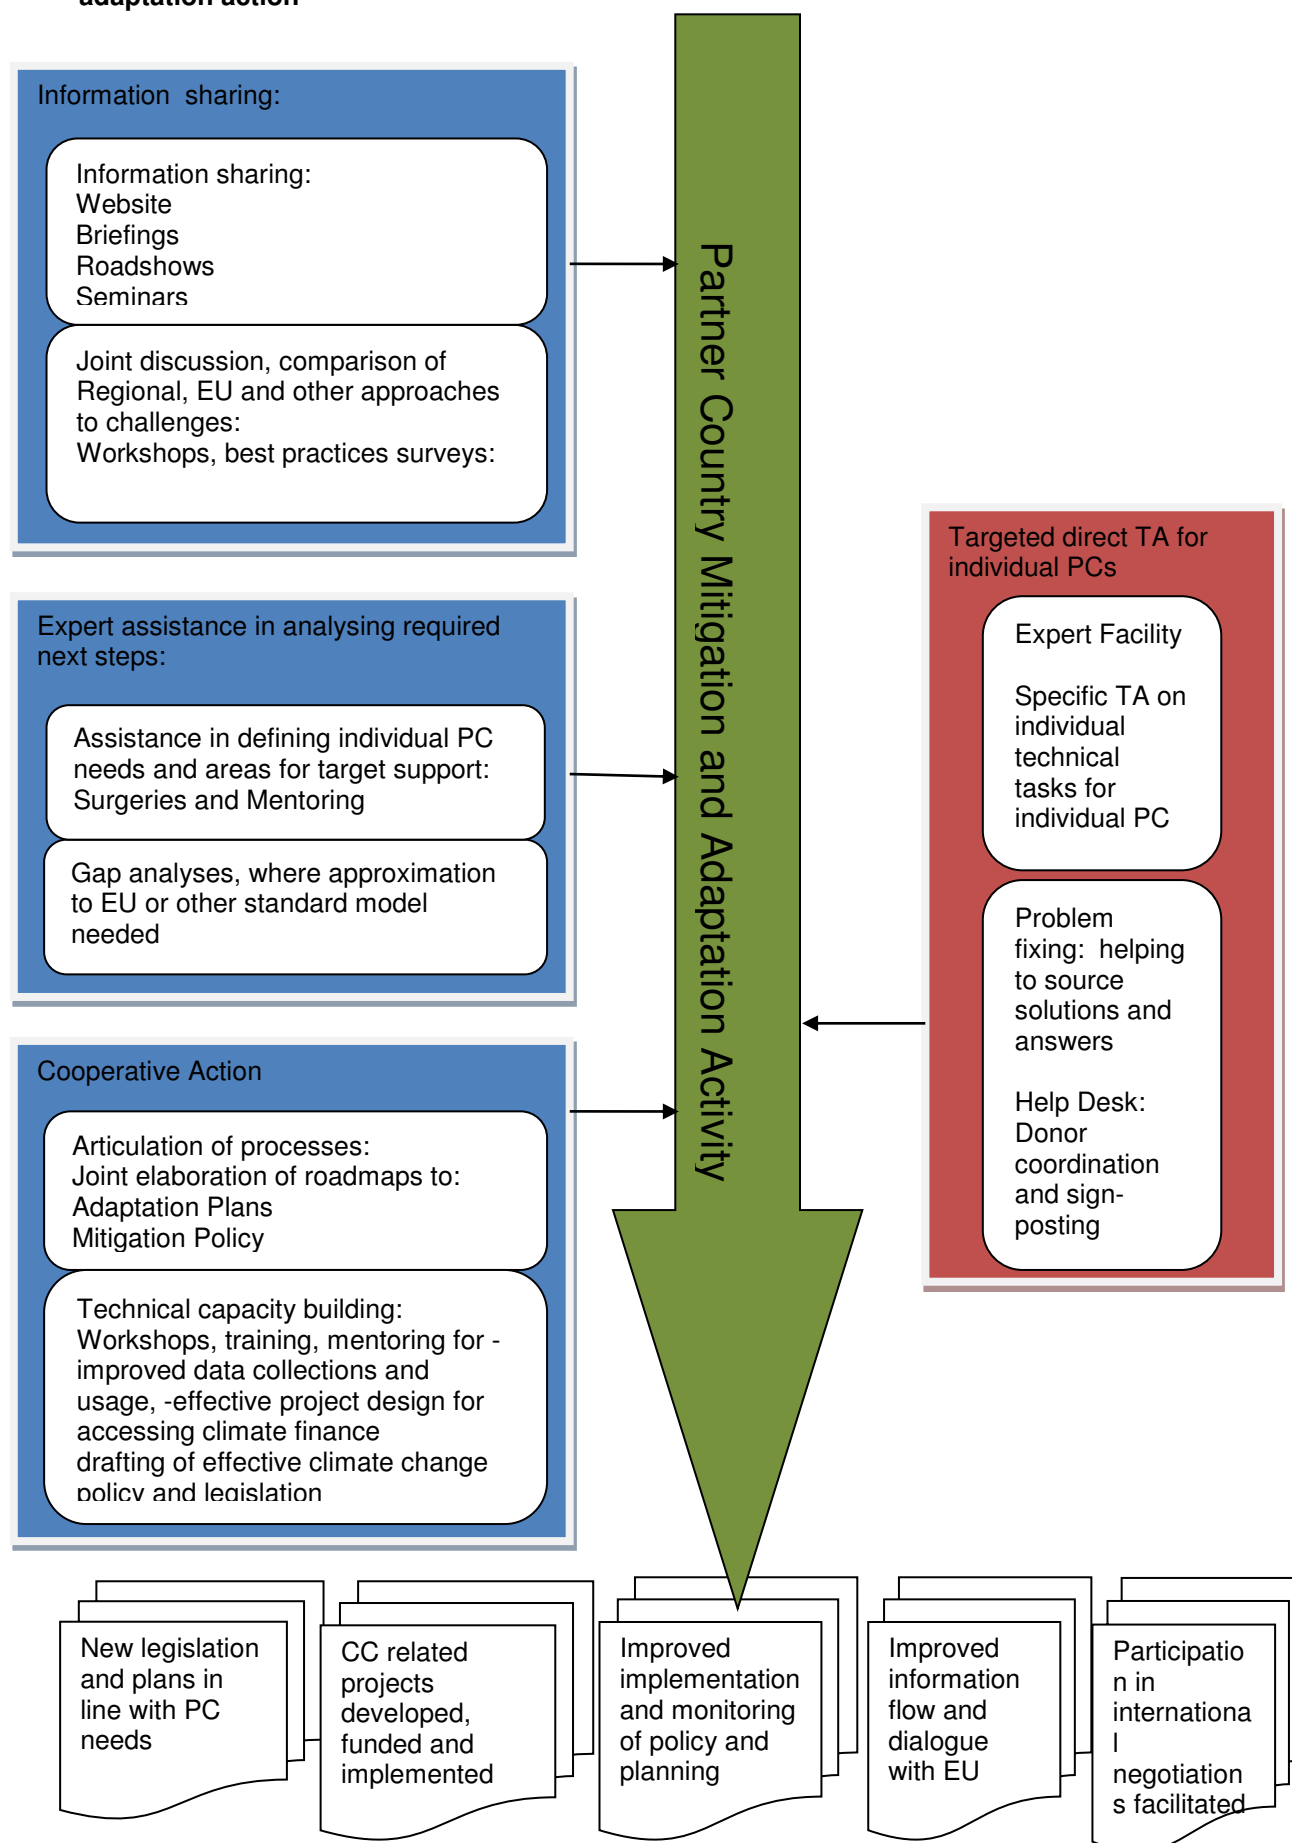 adaptation action
Information  sharing:
Information sharing:
Website
Briefings
Roadshows
Seminars
Joint discussion, comparison of
Regional, EU and other approaches
to challenges:
Workshops, best practices surveys:
Expert assistance in analysing required
next steps:
Assistance in defining individual PC
needs and areas for target support:
Surgeries and Mentoring
Gap analyses, where approximation
to EU or other standard model
needed
Cooperative Action
Articulation of processes:
Joint elaboration of roadmaps to:
Adaptation Plans
Mitigation Policy
Technical capacity building:
Workshops, training, mentoring for -
improved data collections and
usage, -effective project design for
accessing climate finance
drafting of effective climate change
policy and legislation
Partner Country Mitigation and Adaptation Activity
Targeted direct TA for
individual PCs
Expert Facility
Specific TA on
individual
technical
tasks for
individual PC
Problem
fixing:  helping
to source
solutions and
answers
Help Desk:
Donor
coordination
and sign-
posting
New legislation
and plans in
line with PC
needs
CC related
projects
developed,
funded and
implemented
Improved
implementation
and monitoring
of policy and
planning
Improved
information
flow and
dialogue
with EU
Participatio
n in
internationa
l
negotiation
s facilitated